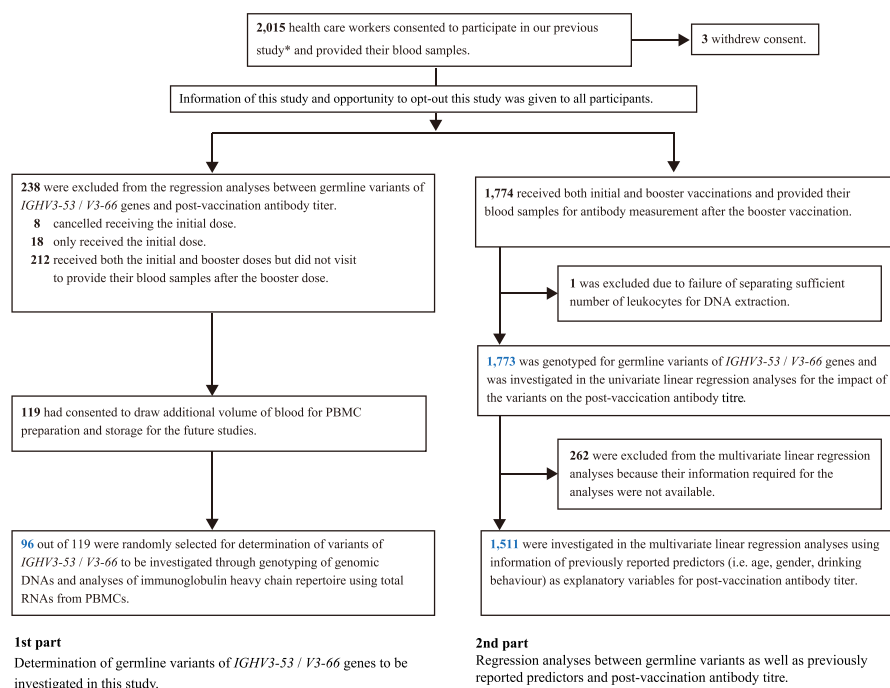 2,015 health care workers consented to participate in our previous
study* and provided their blood samples.
3 withdrew consent.
Information of this study and opportunity to opt-out this study was given to all participants.
238 were excluded from the regression analyses between germline variants of
IGHV3-53 / V3-66 genes and post-vaccination antibody titer.
8 cancelled receiving the initial dose.
18 only received the initial dose.
212 received both the initial and booster doses but did not visit
to provide their blood samples after the booster dose.
1,774 received both initial and booster vaccinations and provided their
blood samples for antibody measurement after the booster vaccination.
1 was excluded due to failure of separating sufficient
number of leukocytes for DNA extraction.
1,773 was genotyped for germline variants of IGHV3-53 / V3-66 genes and
was investigated in the univariate linear regression analyses for the impact of
the variants on the post-vaccication antibody titre.
119 had consented to draw additional volume of blood for PBMC
preparation and storage for the future studies.
262 were excluded from the multivariate linear regression
analyses because their information required for the
analyses were not available.
96 out of 119 were randomly selected for determination of variants of
IGHV3-53 / V3-66 to be investigated through genotyping of genomic
DNAs and analyses of immunoglobulin heavy chain repertoire using total
RNAs from PBMCs.
1,511 were investigated in the multivariate linear regression analyses using
information of previously reported predictors (i.e. age, gender, drinking
behaviour) as explanatory variables for post-vaccination antibody titer.
1st part
Determination of germline variants of IGHV3-53 / V3-66 genes to be
investigated in this study.
2nd part
Regression analyses between germline variants as well as previously
reported predictors and post-vaccination antibody titre.